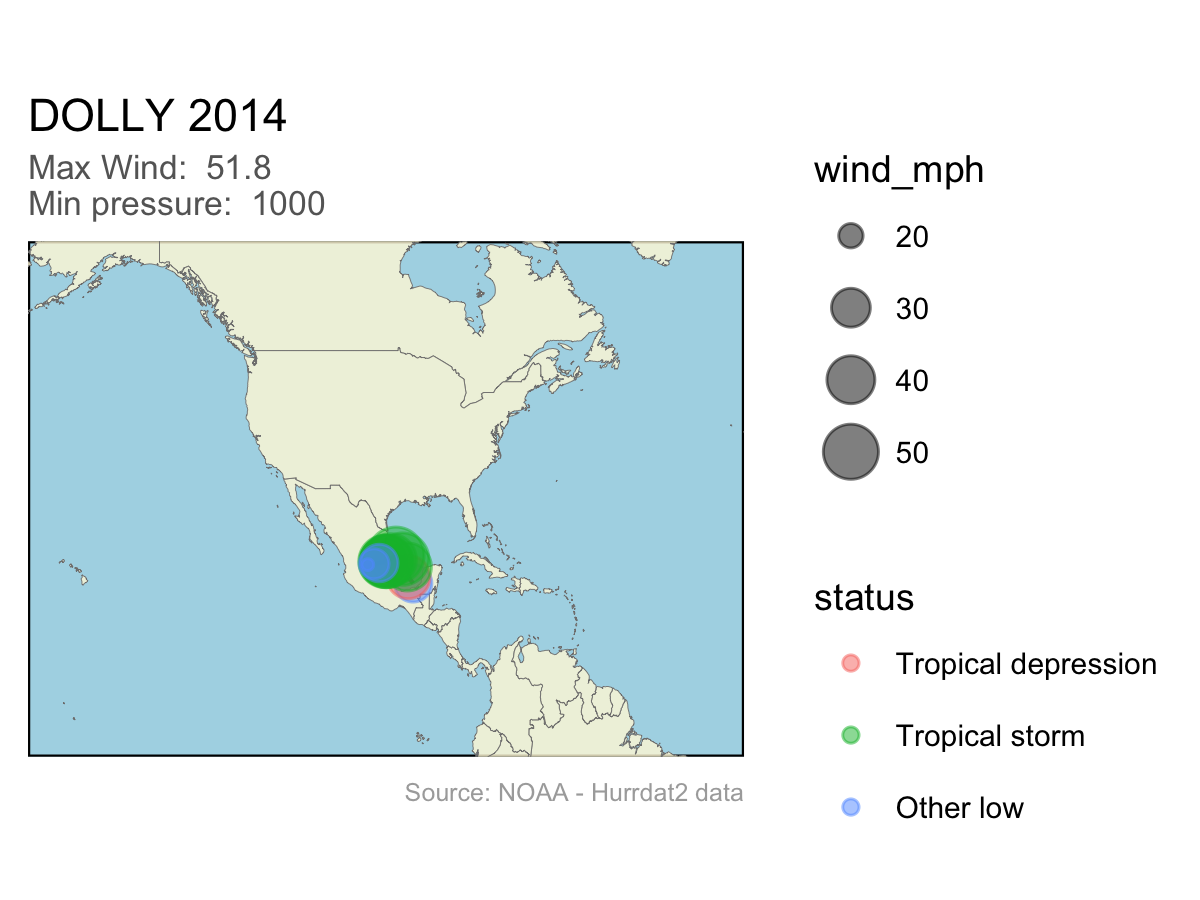 DOLLY 2014
Max Wind:  51.8
Min pressure:  1000
wind_mph
20
30
40
50
status
Tropical depression
Tropical storm
Other low
Source: NOAA - Hurrdat2 data